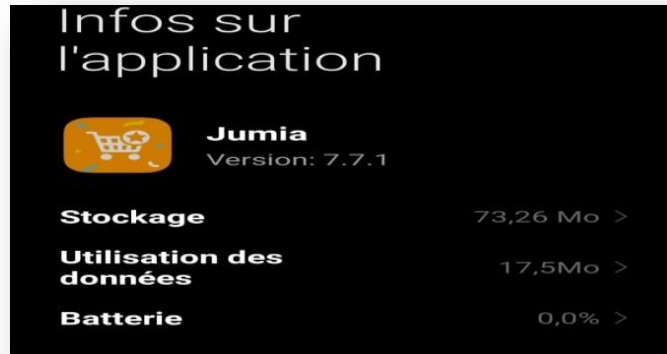 Infos sur
l'application
Jumia
Version: 7.7.1
Stockage 73,26 Mo >
Utilisation des
données 17,5Mo >
Batterie 0,0% >